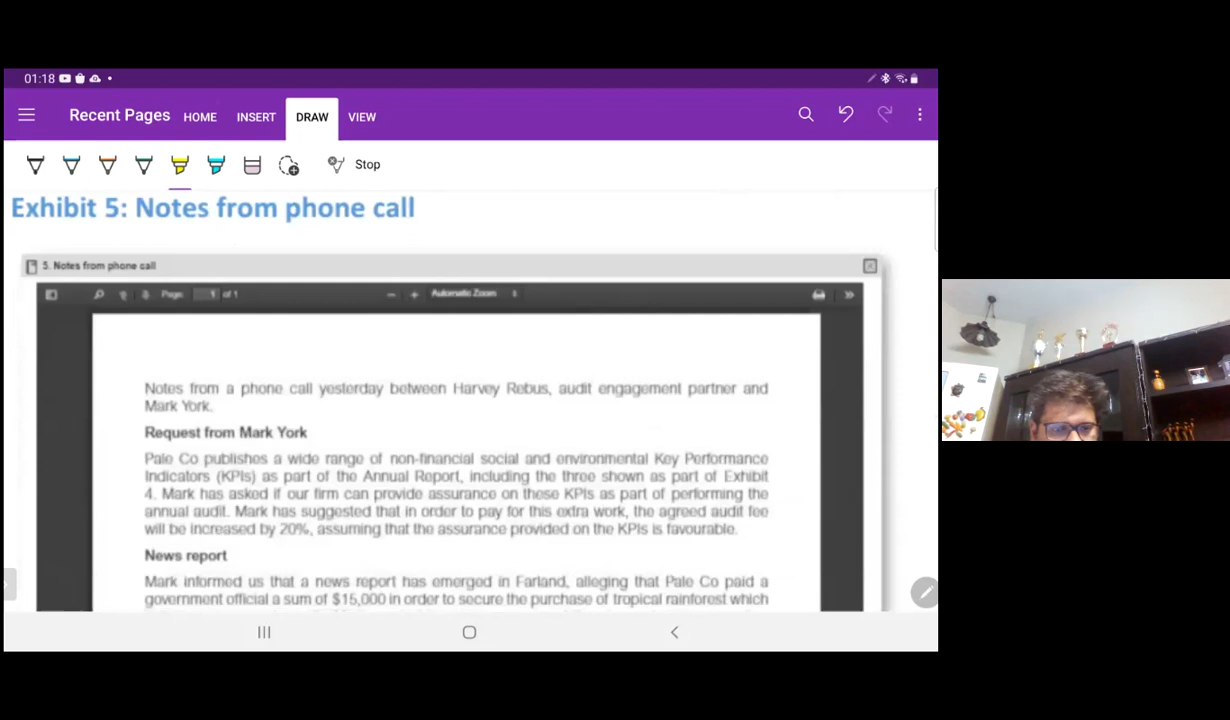 01:18
Recent Pages HOME INSERT DRAW VIEW
Stop
Exhibit 5: Notes from phone call
5. Notes from phone call
Page: 1 of 1 Automatic Zoom
Notes from a phone call yesterday between Harvey Rebus, audit engagement partner and
Mark York.
Request from Mark York
Pale Co publishes a wide range of non-financial social and environmental Key Performance
Indicators (KPIs) as part of the Annual Report, including the three shown as part of Exhibit
4. Mark has asked if our firm can provide assurance on these KPIs as part of performing the
annual audit. Mark has suggested that in order to pay for this extra work, the agreed audit fee
will be increased by 20%, assuming that the assurance provided on the KPIs is favourable.
News report
Mark informed us that a news report has emerged in Farland, alleging that Pale Co paid a
government official a sum of $15,000 in order to secure the purchase of tropical rainforest which